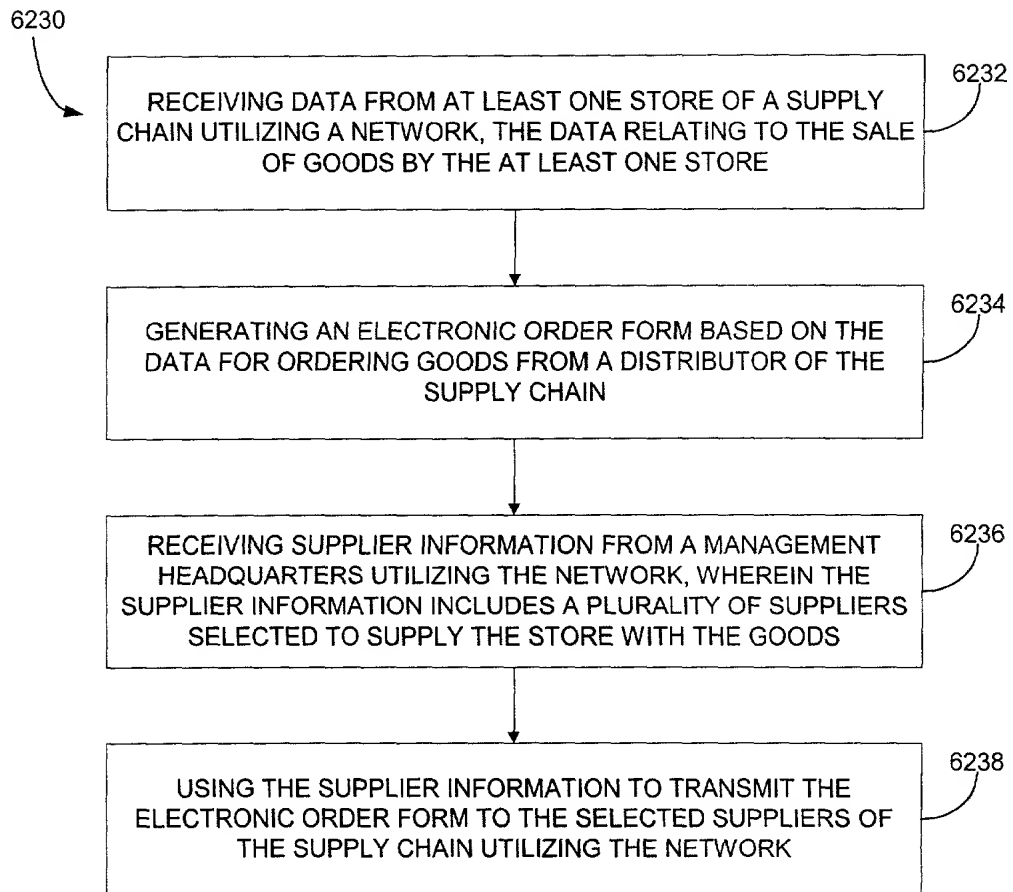 6230
6232
RECEIVING DATA FROM AT LEAST ONE STORE OF A SUPPLY
CHAIN UTILIZING A NETWORK, THE DATA RELATING TO THE SALE
OF GOODS BY THE AT LEAST ONE STORE
6234
GENERATING AN ELECTRONIC ORDER FORM BASED ON THE
DATA FOR ORDERING GOODS FROM A DISTRIBUTOR OF THE
SUPPLY CHAIN
6236
RECEIVING SUPPLIER INFORMATION FROM A MANAGEMENT
HEADQUARTERS UTILIZING THE NETWORK, WHEREIN THE
SUPPLIER INFORMATION INCLUDES A PLURALITY OF SUPPLIERS
SELECTED TO SUPPLY THE STORE WITH THE GOODS
6238
USING THE SUPPLIER INFORMATION TO TRANSMIT THE
ELECTRONIC ORDER FORM TO THE SELECTED SUPPLIERS OF
THE SUPPLY CHAIN UTILIZING THE NETWORK